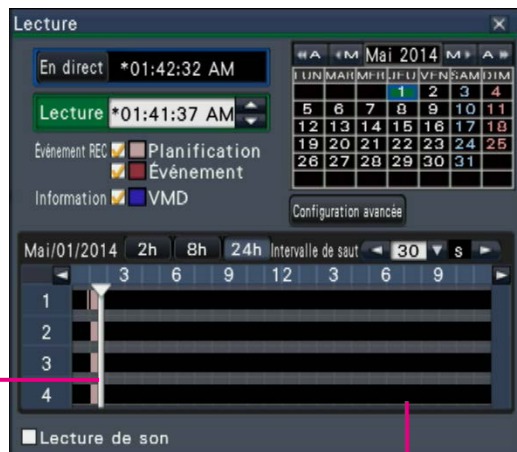 Lecture
En direct *01:42:32 AM
Lecture *01:41:37 AM
Événement REC Planification
Événement
Information VMD
A M Mai 2014 M A
LUN MAR MER JEU VEN SAM DIM
1 2 3 4
5 6 7 8 9 10 11
12 13 14 15 16 17 18
19 20 21 22 23 24 25
26 27 28 29 30 31
Configuration avancée
Mai/01/2014 2h 8h 24h Intervalle de saut 30 s
3 6 9 12 3 6 9
1
2
3
4
Lecture de son